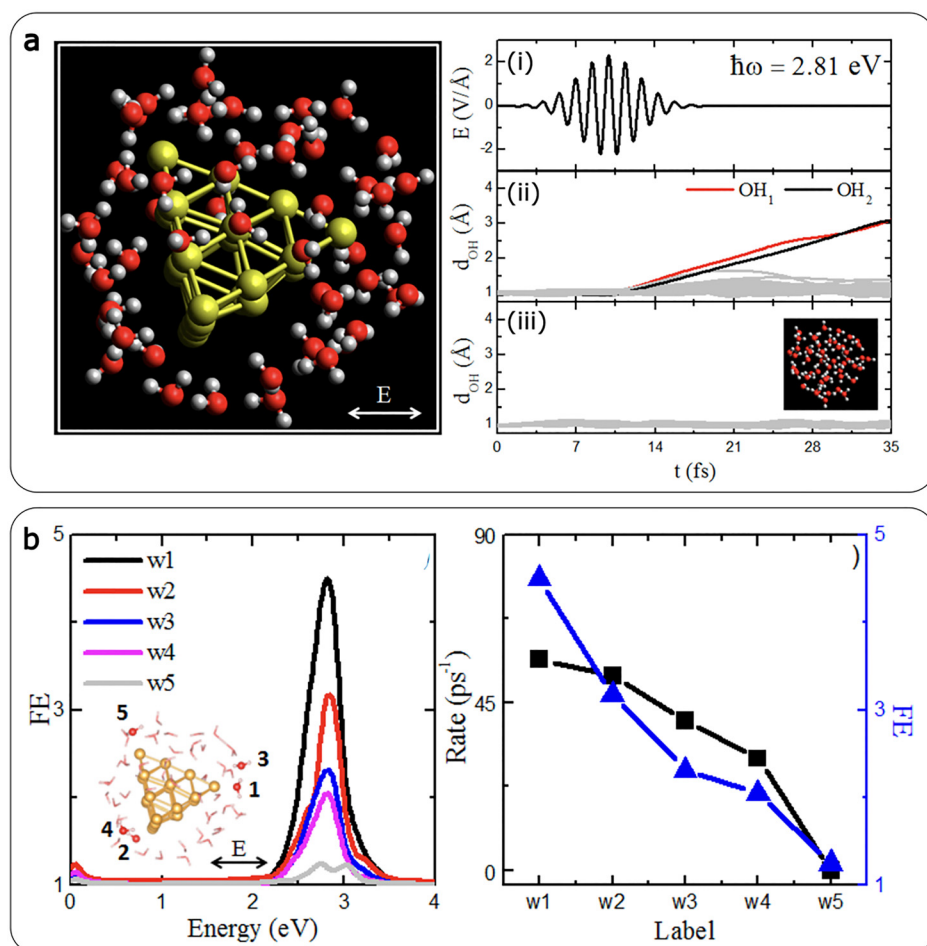 a
E
(i)
ħω = 2.81 eV
E (V/Å)
2
0
-2
(ii)
OH₁
OH₂
d_OH (Å)
4
3
2
1
(iii)
d_OH (Å)
4
3
2
1
0
7
14
21
28
35
t (fs)
b
5
3
1
FE
w1
w2
w3
w4
w5
5
3
1
4
2
E
0
1
2
3
4
Energy (eV)
)
90
45
0
Rate (ps⁻¹)
)
5
3
1
FE
w1
w2
w3
w4
w5
Label